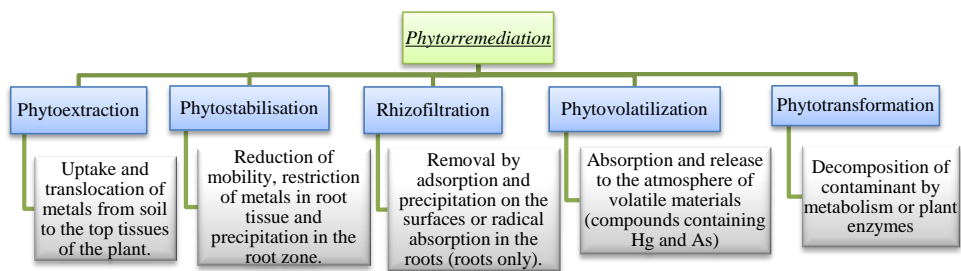 Phytorremediation
Phytoextraction
Uptake and
translocation of
metals from soil
to the top tissues
of the plant.
Phytostabilisation
Reduction of
mobility, restriction
of metals in root
tissue and
precipitation in the
root zone.
Rhizofiltration
Removal by
adsorption and
precipitation on the
surfaces or radical
absorption in the
roots (roots only).
Phytovolatilization
Absorption and release
to the atmosphere of
volatile materials
(compounds containing
Hg and As)
Phytotransformation
Decomposition of
contaminant by
metabolism or plant
enzymes